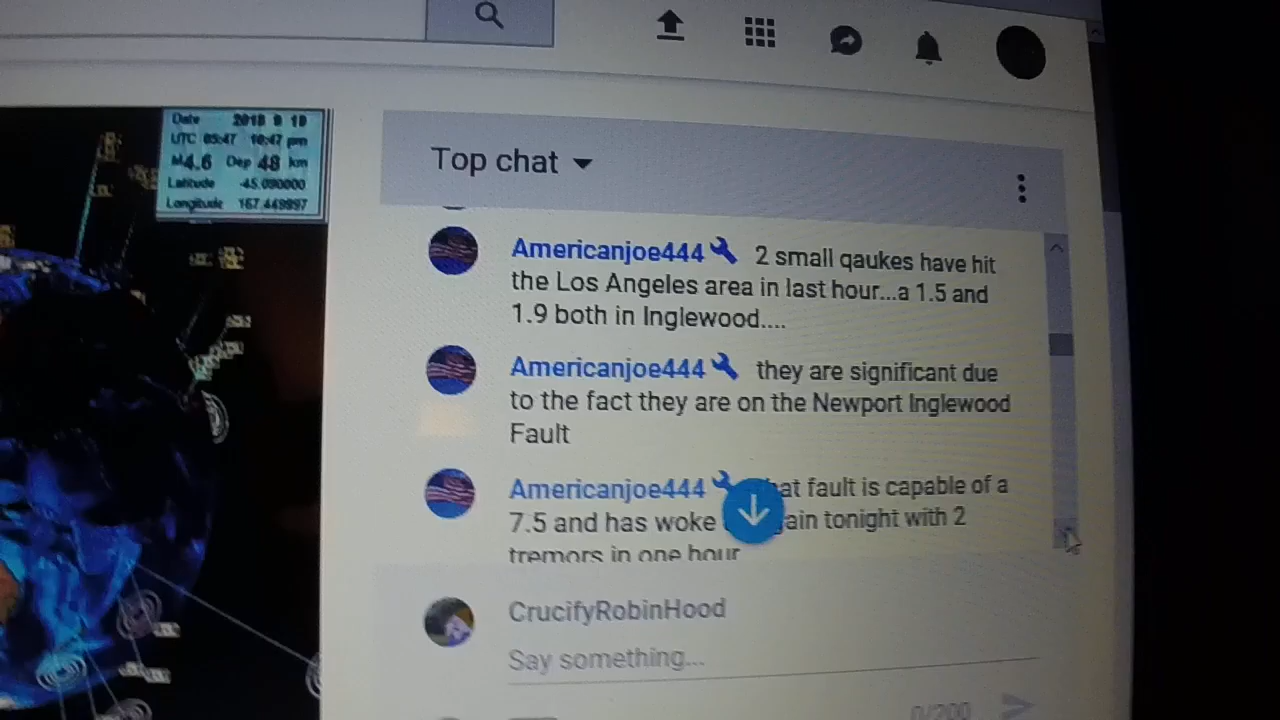 Date 2018 9 10
UTC 05:47 10:47 pm
M4.6 Dep 48 km
Latitude -45.090000
Longitude 167.449997
Top chat
Americanjoe444 2 small qaukes have hit
the Los Angeles area in last hour...a 1.5 and
1.9 both in Inglewood....
Americanjoe444 they are significant due
to the fact they are on the Newport Inglewood
Fault
Americanjoe444 fault is capable of a
7.5 and has woke tonight with 2
tremors in one hour
CrucifyRobinHood
Say something...
0/200